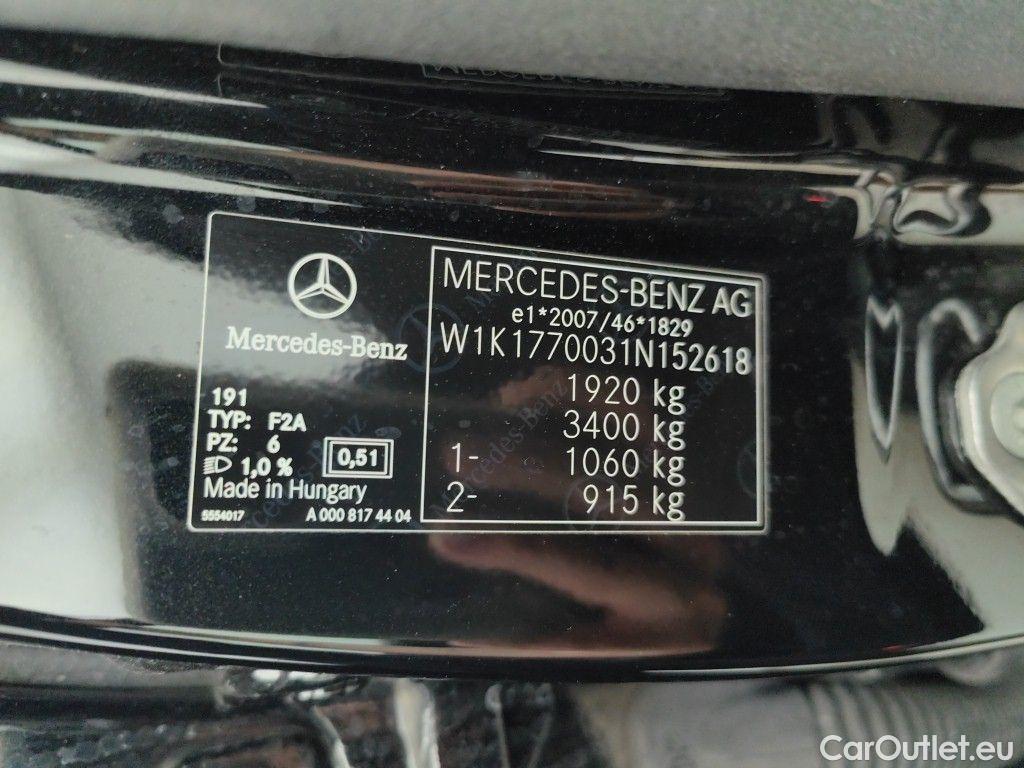 Mercedes-Benz
191
TYP: F2A
PZ: 6
1,0 %
0,51
Made in Hungary
5554017
A 000 817 44 04
MERCEDES-BENZ AG
e1*2007/46*1829
W1K1770031N152618
1920 kg
3400 kg
1- 1060 kg
2- 915 kg
CarOutlet.eu